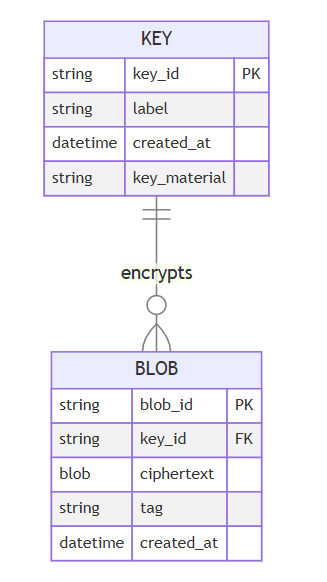 KEY
string key_id PK
string label
datetime created_at
string key_material
encrypts
BLOB
string blob_id PK
string key_id FK
blob ciphertext
string tag
datetime created_at